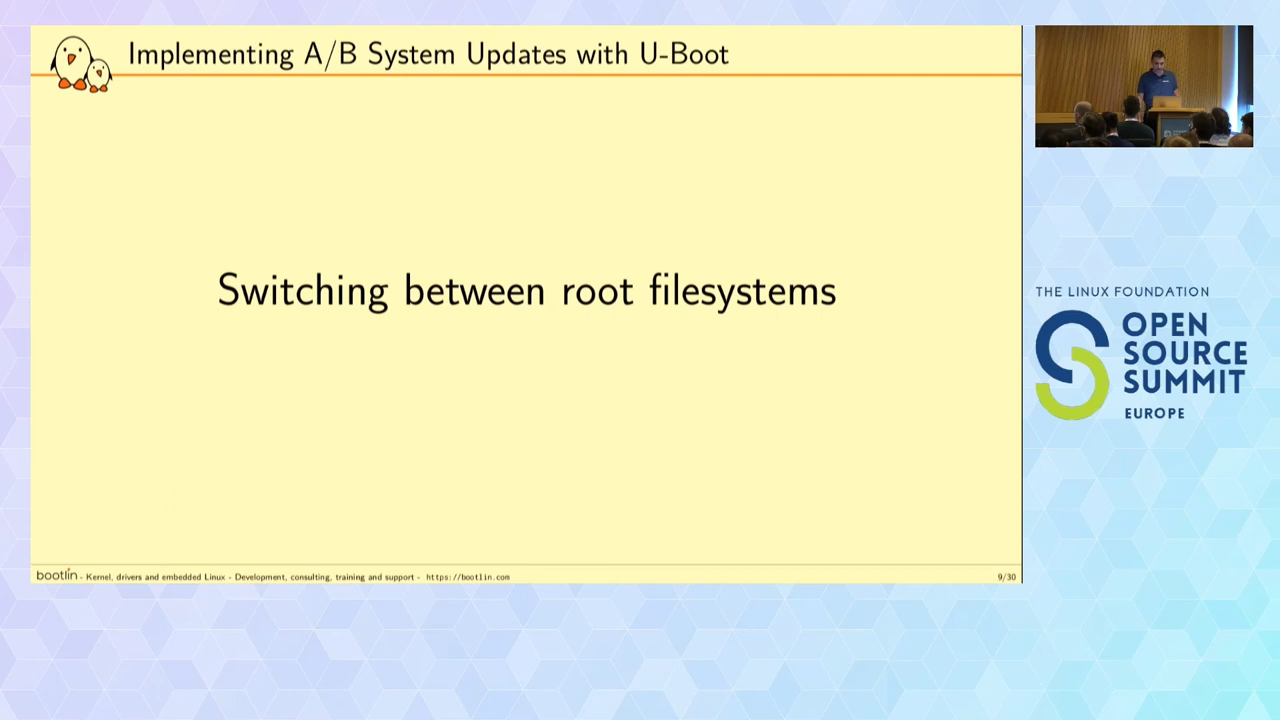 Implementing A/B System Updates with U-Boot
Switching between root filesystems
bootlin - Kernel, drivers and embedded Linux - Development, consulting, training and support - https://bootlin.com
9/30
THE LINUX FOUNDATION
OPEN
SOURCE
SUMMIT
EUROPE